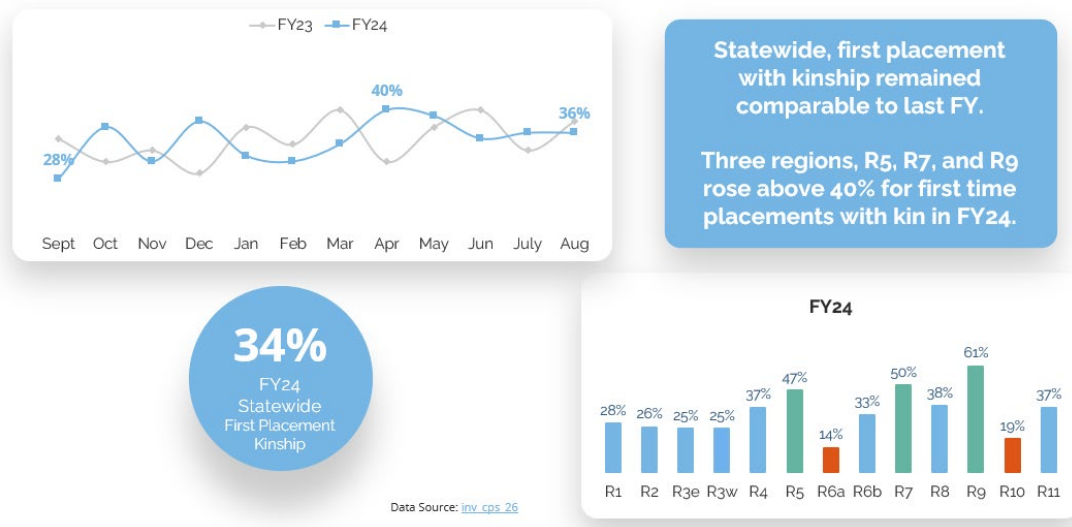 FY23 FY24
40%
36%
28%
Sept Oct Nov Dec Jan Feb Mar Apr May Jun July Aug
Statewide, first placement
with kinship remained
comparable to last FY.
Three regions, R5, R7, and R9
rose above 40% for first time
placements with kin in FY24.
34%
FY24
Statewide
First Placement
Kinship
Data Source: inv_cps_26
FY24
28% 26% 25% 25% 37% 47% 14% 33% 50% 38% 61% 19% 37%
R1 R2 R3e R3w R4 R5 R6a R6b R7 R8 R9 R10 R11